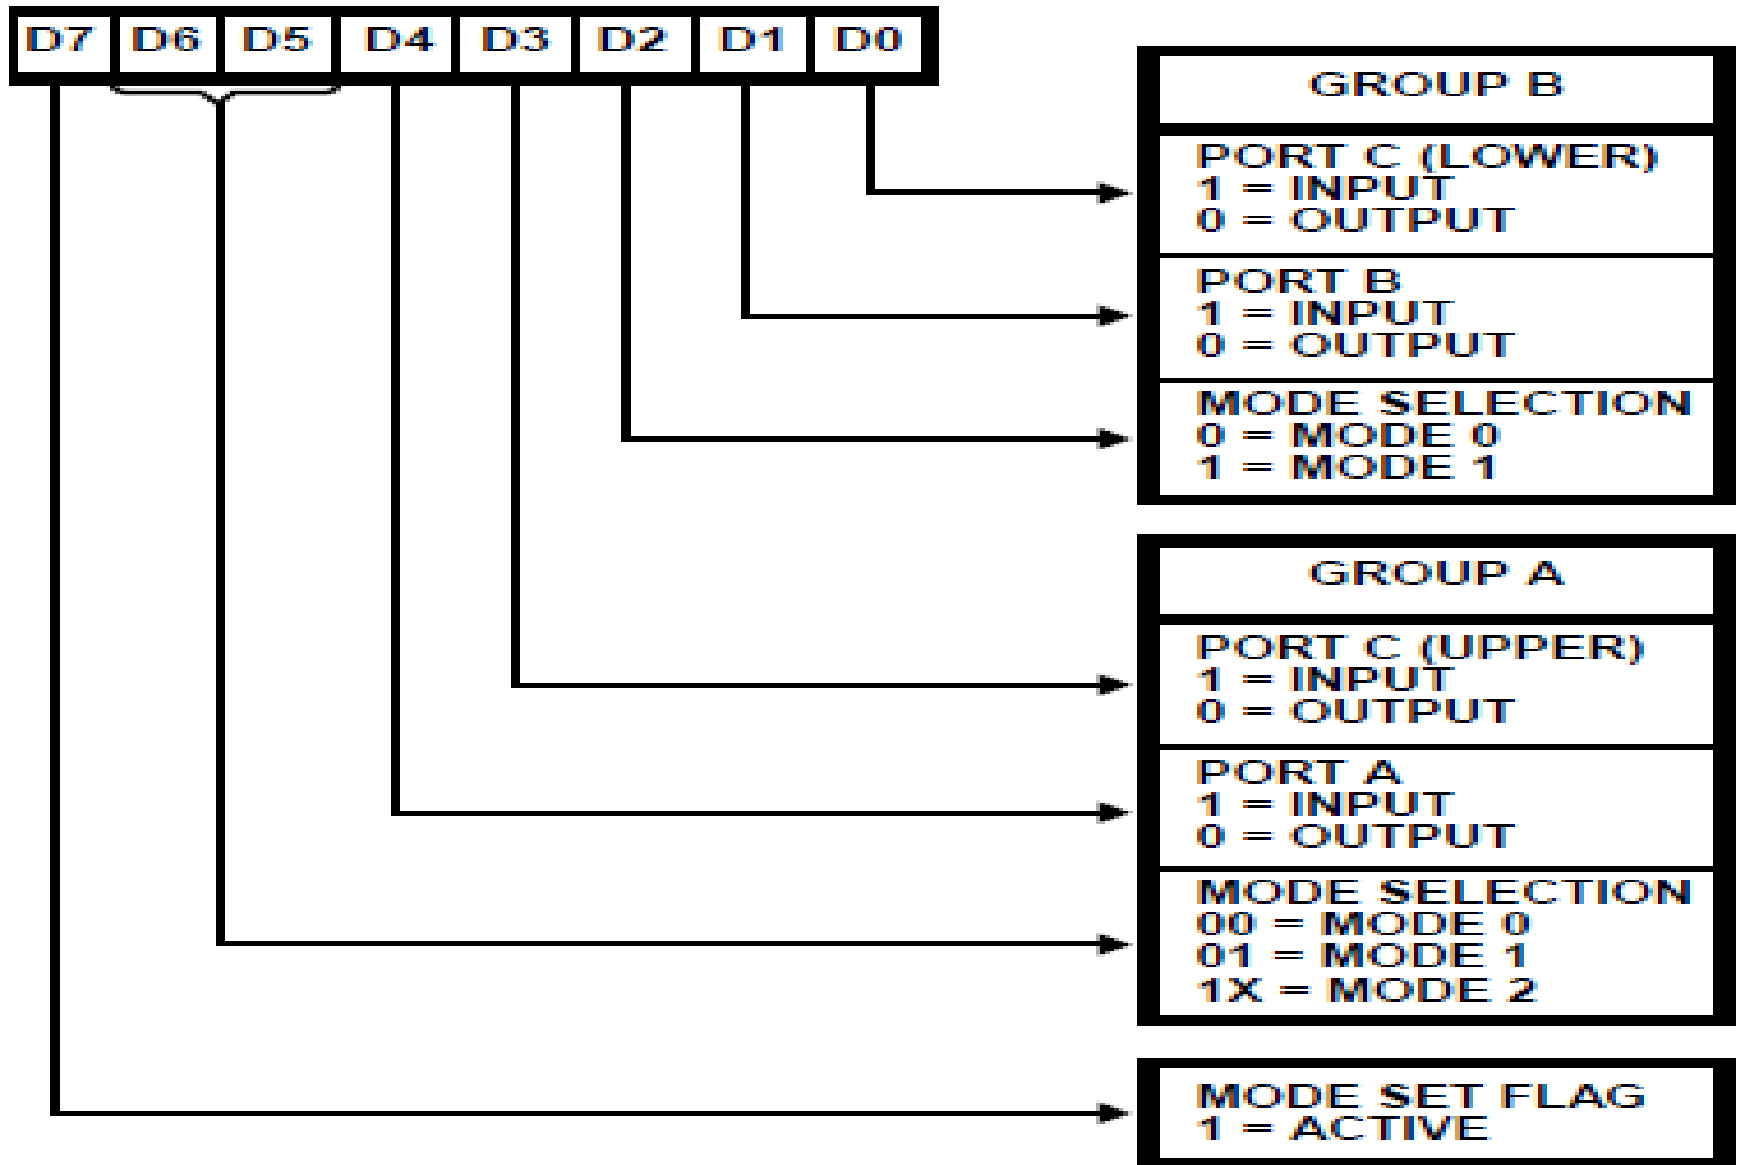 D7 D6 D5 D4 D3 D2 D1 D0
GROUP B
PORT C (LOWER)
1 = INPUT
0 = OUTPUT
PORT B
1 = INPUT
0 = OUTPUT
MODE SELECTION
0 = MODE 0
1 = MODE 1
GROUP A
PORT C (UPPER)
1 = INPUT
0 = OUTPUT
PORT A
1 = INPUT
0 = OUTPUT
MODE SELECTION
00 = MODE 0
01 = MODE 1
1X = MODE 2
MODE SET FLAG
1 = ACTIVE